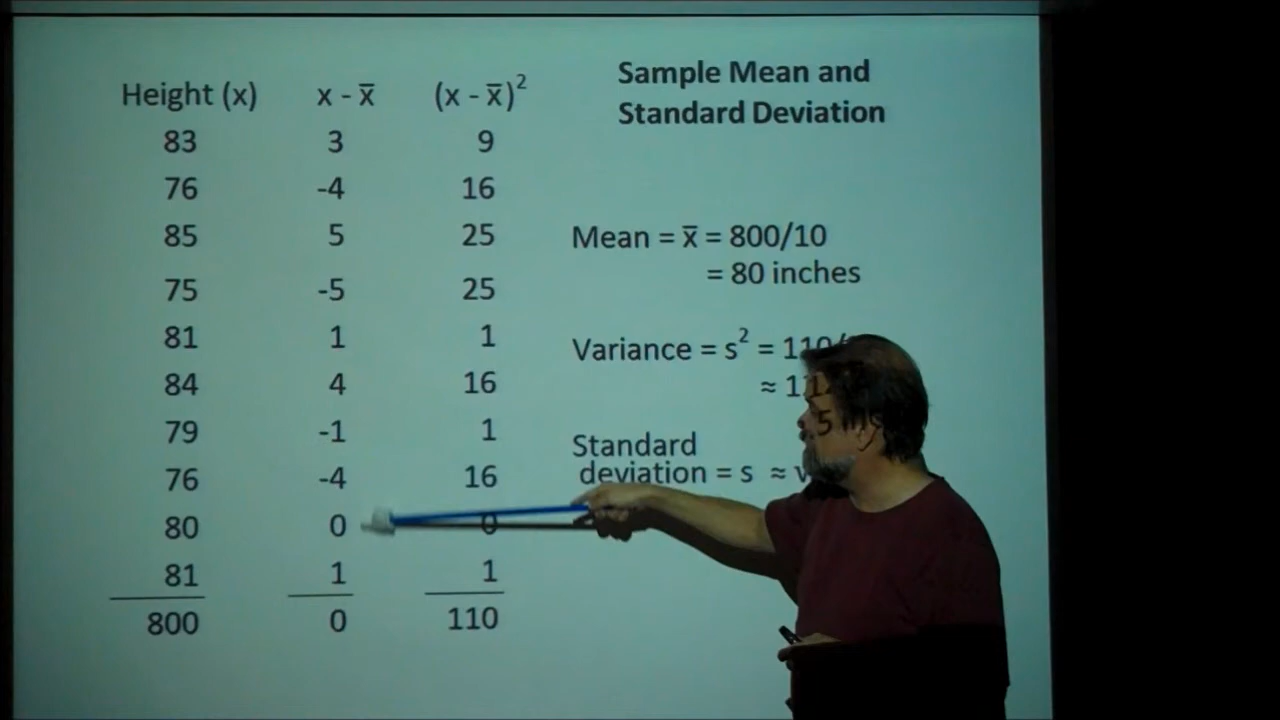 Sample Mean and
Standard Deviation
Height (x) x - x̄ (x - x̄)²
83 3 9
76 -4 16
85 5 25
75 -5 25
81 1 1
84 4 16
79 -1 1
76 -4 16
80 0 0
81 1 1
800 0 110
Mean = x̄ = 800/10
= 80 inches
Variance = s² = 110/
≈
Standard
deviation = s ≈